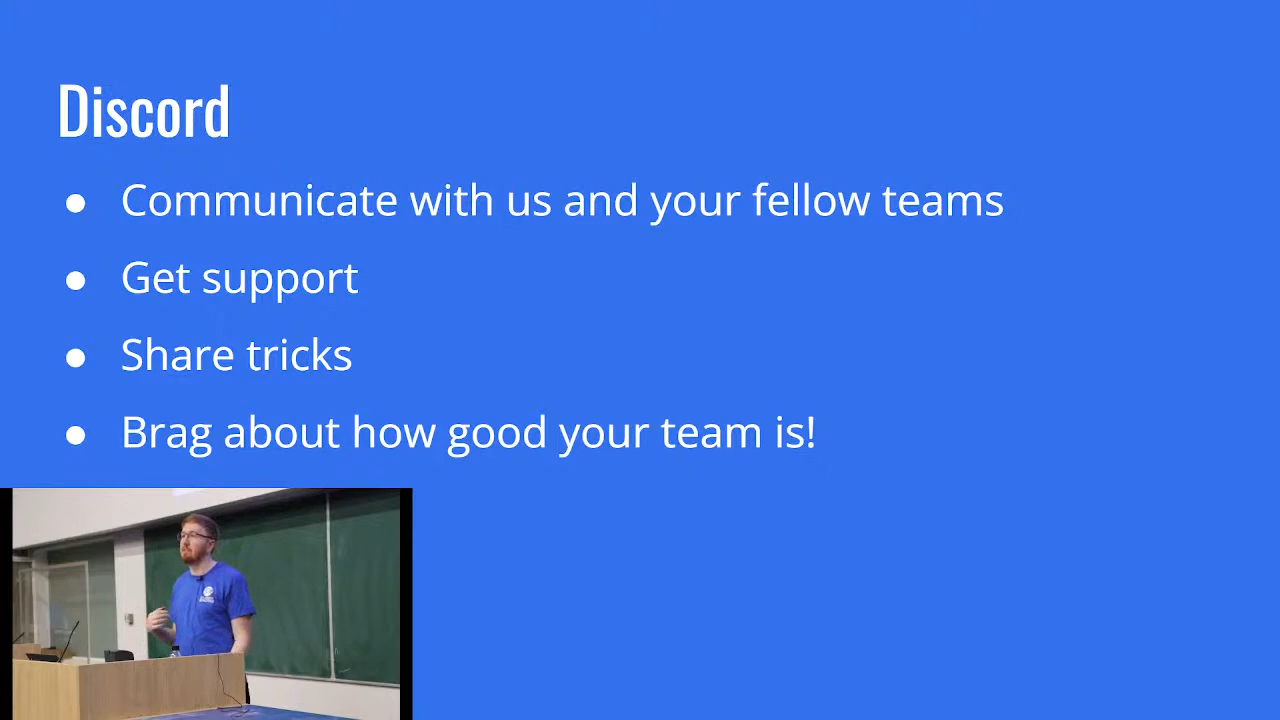 Discord
● Communicate with us and your fellow teams
● Get support
● Share tricks
● Brag about how good your team is!